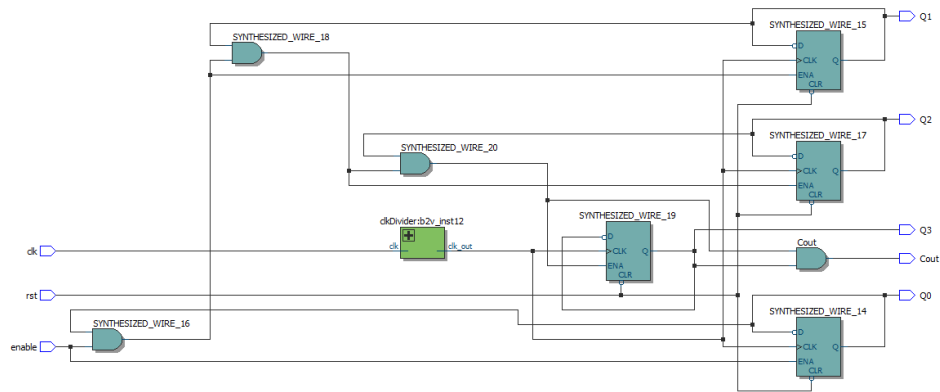 SYNTHESIZED_WIRE_15
Q1
D
>CLK
Q
ENA
CLR
SYNTHESIZED_WIRE_18
SYNTHESIZED_WIRE_17
Q2
D
>CLK
Q
ENA
CLR
SYNTHESIZED_WIRE_20
SYNTHESIZED_WIRE_19
D
>CLK
Q
ENA
CLR
Q3
clkDivider:b2v_inst12
clk
clk_out
clk
Cout
Cout
rst
Q0
SYNTHESIZED_WIRE_14
D
>CLK
Q
ENA
CLR
SYNTHESIZED_WIRE_16
enable